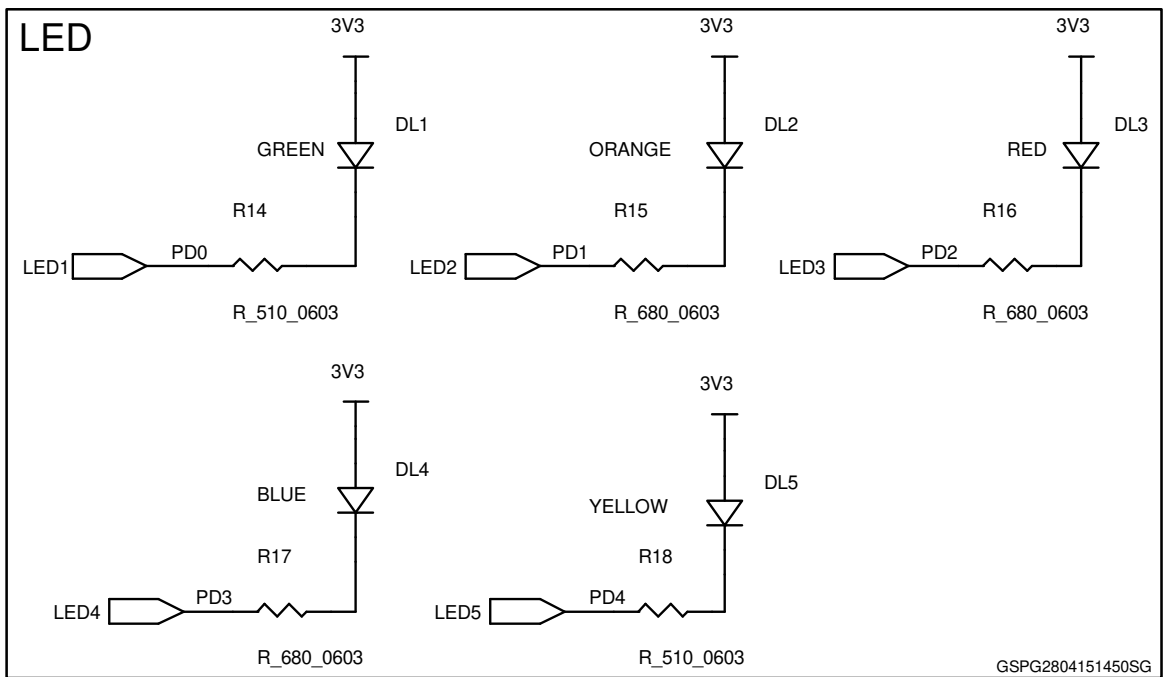 LED
3V3
3V3
3V3
DL1
DL2
DL3
GREEN
ORANGE
RED
R14
R15
R16
LED1
PD0
LED2
PD1
LED3
PD2
R_510_0603
R_680_0603
R_680_0603
3V3
3V3
DL4
DL5
BLUE
YELLOW
R17
R18
LED4
PD3
LED5
PD4
R_680_0603
R_510_0603
GSPG2804151450SG